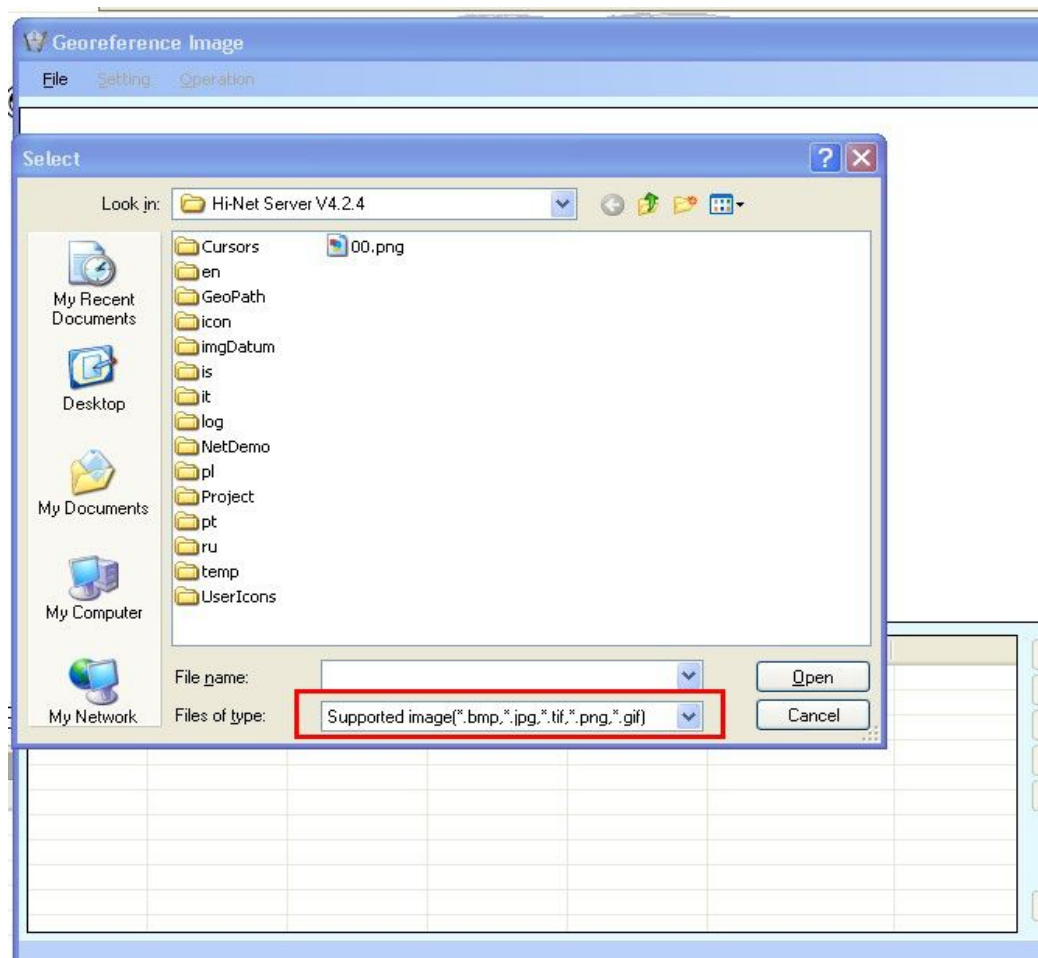 Georeference Image
File Setting Operation
Select
Look in: Hi-Net Server V4.2.4
My Recent
Documents
Desktop
My Documents
My Computer
My Network
Cursors
en
GeoPath
icon
imgDatum
is
it
log
NetDemo
pl
Project
pt
ru
temp
UserIcons
00.png
File name:
Open
Files of type: Supported image(*.bmp,*.jpg,*.tif,*.png,*.gif)
Cancel